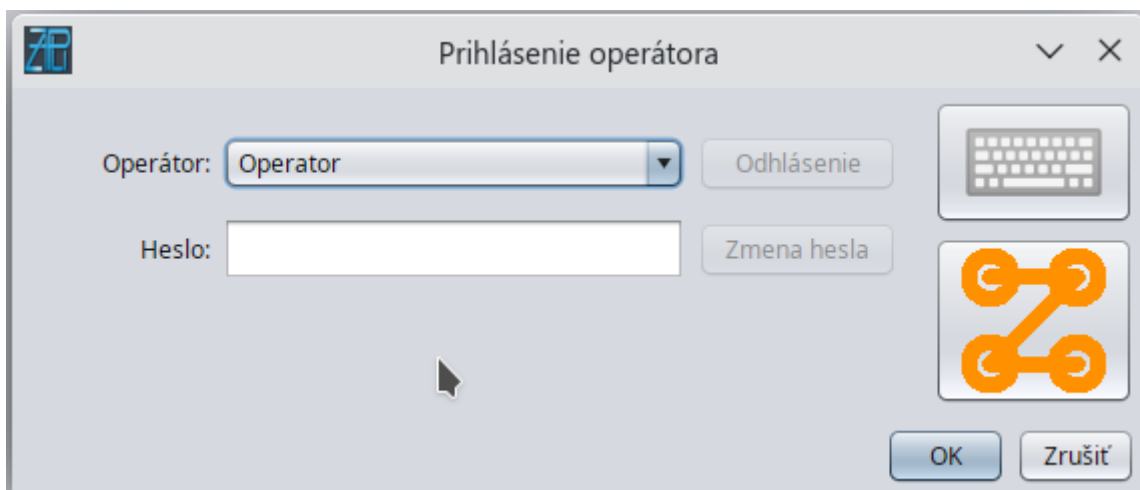 Prihlásenie operátora
Operátor: Operator Odhlásenie
Heslo: Zmena hesla
OK Zrušiť